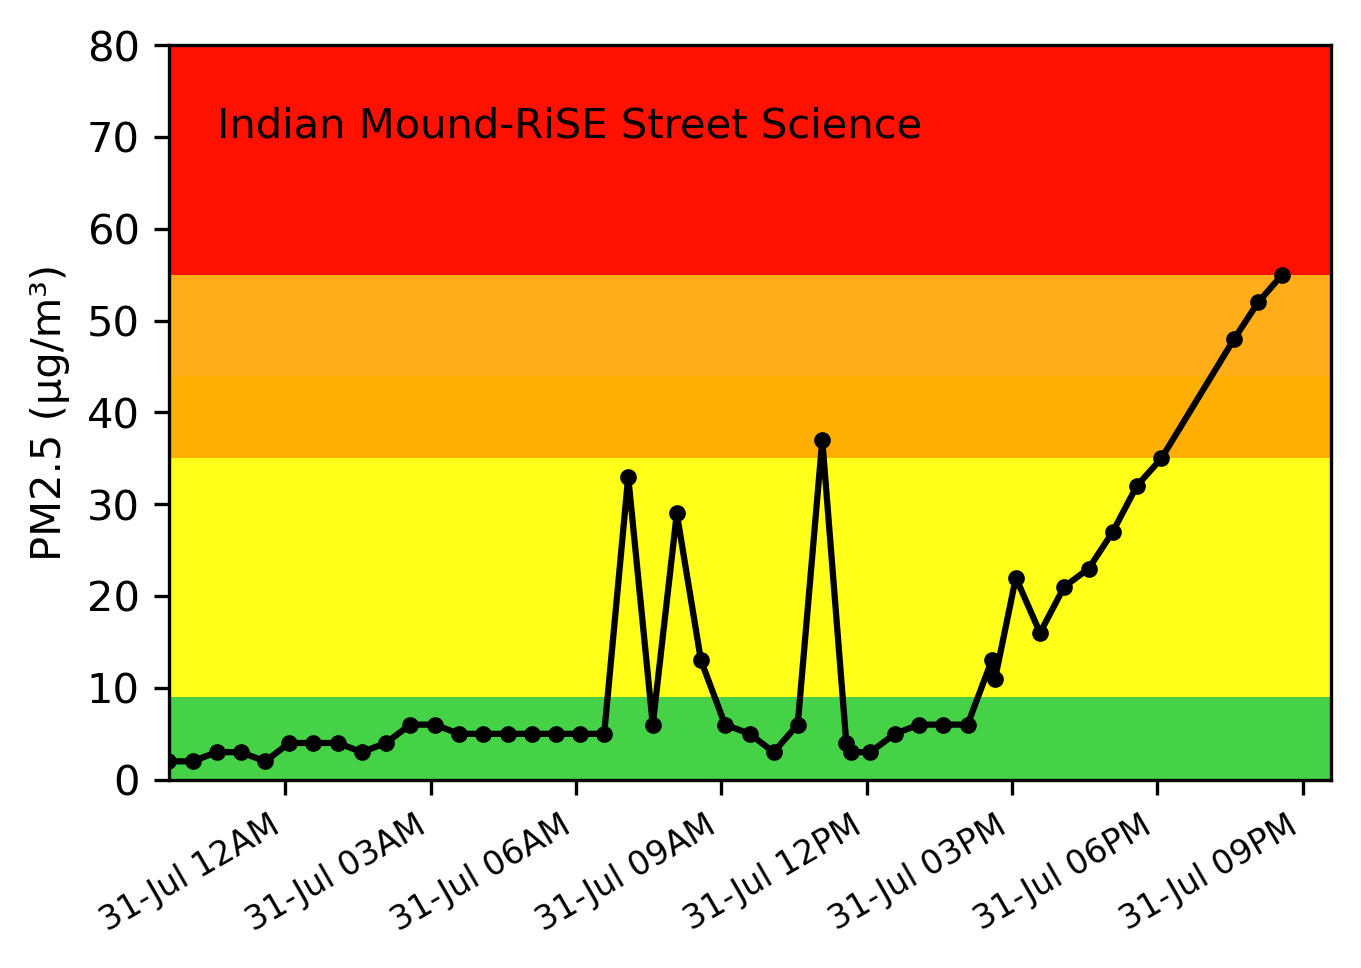 80
Indian Mound-RiSE Street Science
70
60
50
40
30
20
10
0
PM2.5 (µg/m³)
31-Jul 12AM
31-Jul 03AM
31-Jul 06AM
31-Jul 09AM
31-Jul 12PM
31-Jul 03PM
31-Jul 06PM
31-Jul 09PM